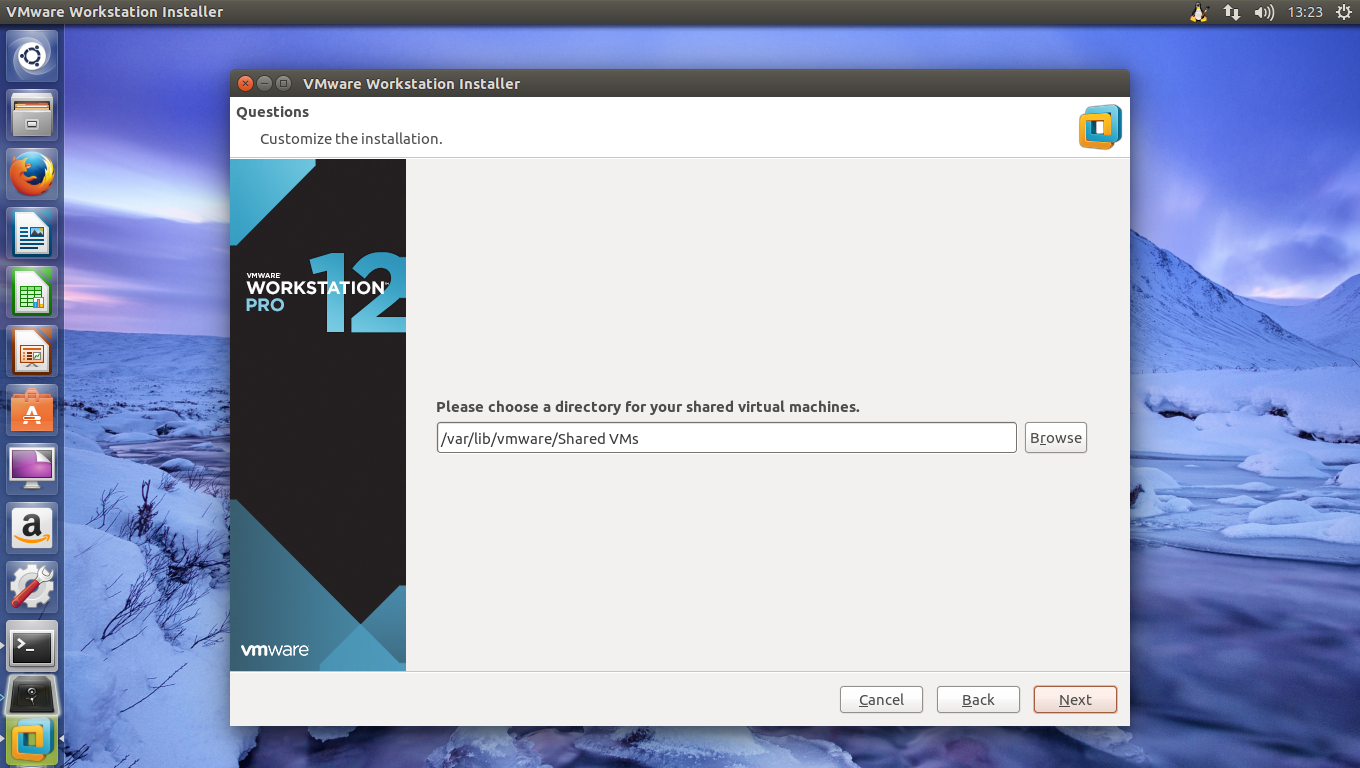 VMware Workstation Installer
13:23
VMware Workstation Installer
Questions
Customize the installation.
VMWARE
WORKSTATION™
PRO
12
Please choose a directory for your shared virtual machines.
/var/lib/vmware/Shared VMs
Browse
vmware
Cancel
Back
Next
a